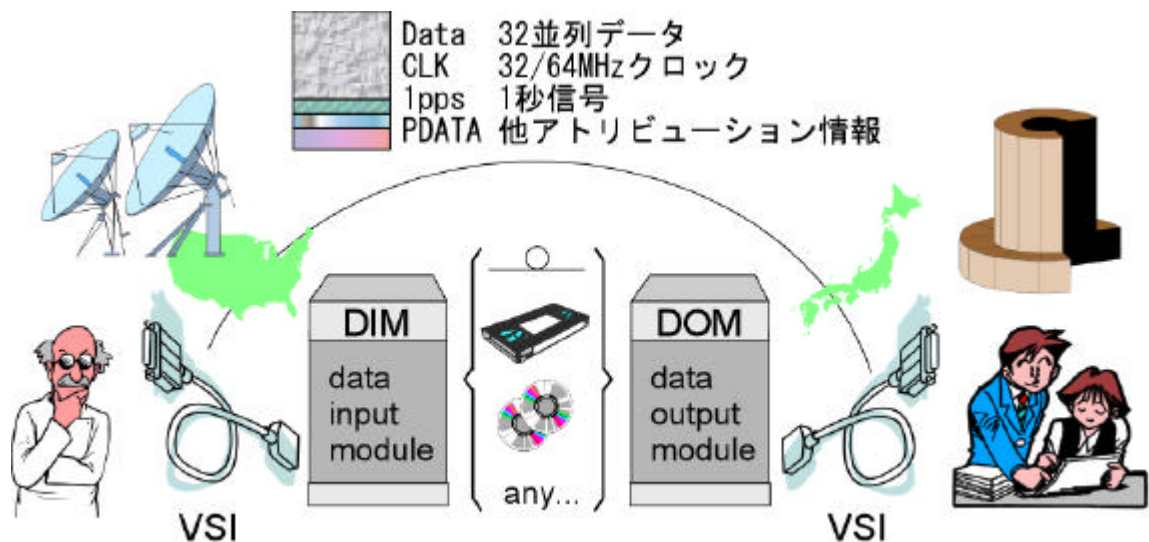 Data 32並列データ
CLK 32/64MHzクロック
1pps 1秒信号
PDATA 他アトリビューション情報
DIM
data
input
module
any...
DOM
data
output
module
VSI
VSI